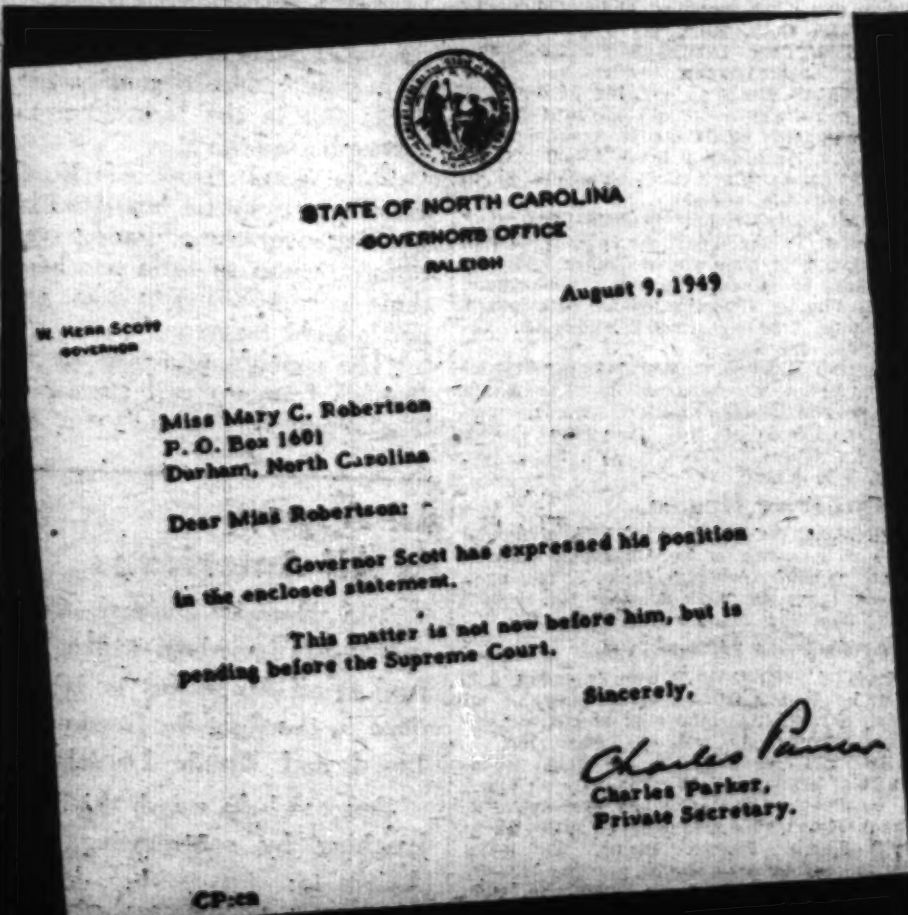 STATE OF NORTH CAROLINA
GOVERNOR'S OFFICE
RALEIGH
August 9, 1949
W. KERR SCOTT
GOVERNOR
Miss Mary C. Robertson
P. O. Box 1601
Durham, North Carolina
Dear Miss Robertson:
Governor Scott has expressed his position
in the enclosed statement.
This matter is not now before him, but is
pending before the Supreme Court.
Sincerely,
Charles Parker
Charles Parker,
Private Secretary.
CP:ca